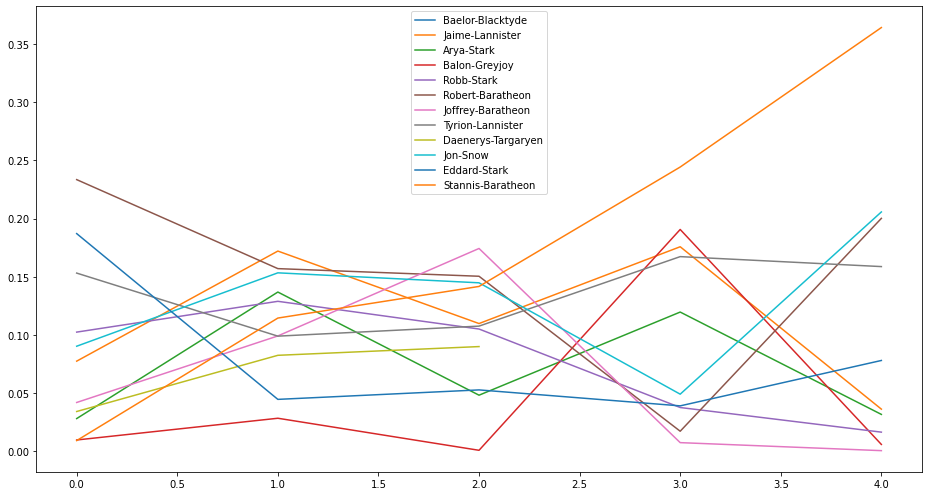 Baelor-Blacktyde
Jaime-Lannister
Arya-Stark
Balon-Greyjoy
Robb-Stark
Robert-Baratheon
Joffrey-Baratheon
Tyrion-Lannister
Daenerys-Targaryen
Jon-Snow
Eddard-Stark
Stannis-Baratheon
0.35
0.30
0.25
0.20
0.15
0.10
0.05
0.00
0.0 0.5 1.0 1.5 2.0 2.5 3.0 3.5 4.0